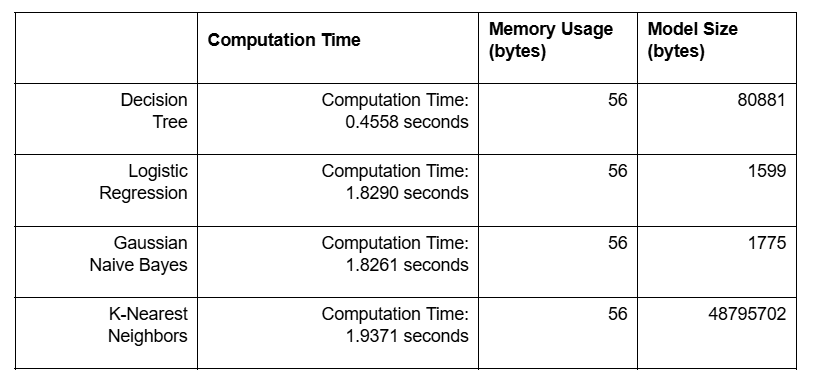 Computation Time
Memory Usage
(bytes)
Model Size
(bytes)
Decision
Tree
Computation Time:
0.4558 seconds
56
80881
Logistic
Regression
Computation Time:
1.8290 seconds
56
1599
Gaussian
Naive Bayes
Computation Time:
1.8261 seconds
56
1775
K-Nearest
Neighbors
Computation Time:
1.9371 seconds
56
48795702